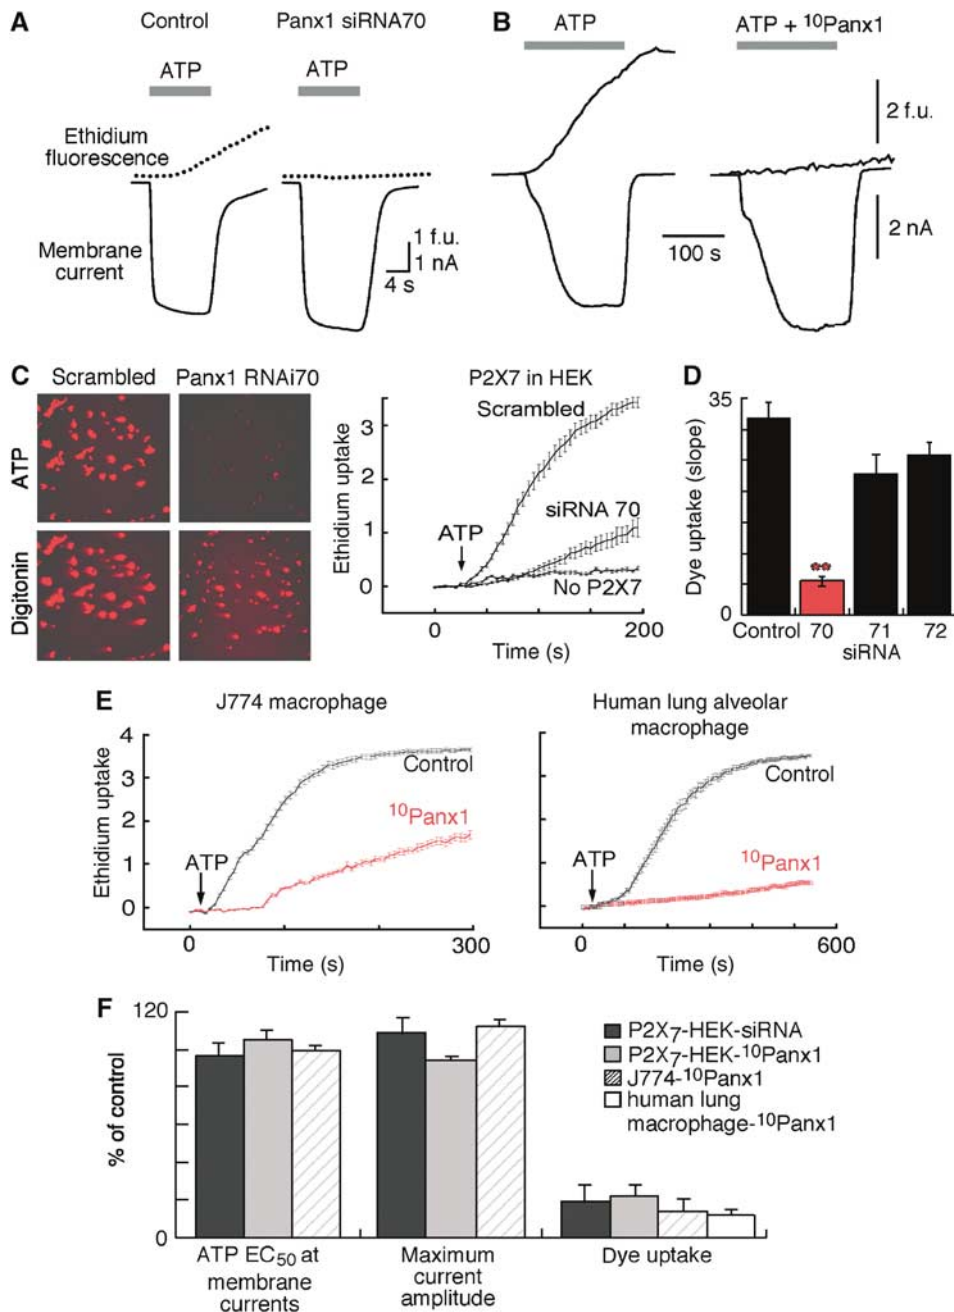 A
Control
Panx1 siRNA70
ATP
ATP
Ethidium
fluorescence
Membrane
current
1 f.u.
1 nA
4 s
B
ATP
ATP + ¹⁰Panx1
2 f.u.
2 nA
100 s
C
Scrambled
Panx1 RNAi70
ATP
Digitonin
P2X7 in HEK
Scrambled
siRNA 70
ATP
No P2X7
Ethidium uptake
3
2
1
0
0
200
Time (s)
D
Dye uptake (slope)
35
0
**
Control
70
71
72
siRNA
E
J774 macrophage
Control
¹⁰Panx1
ATP
Ethidium uptake
4
3
2
1
0
0
300
Time (s)
Human lung alveolar
macrophage
Control
¹⁰Panx1
ATP
0
600
Time (s)
F
% of control
120
0
P2X₇-HEK-siRNA
P2X₇-HEK-¹⁰Panx1
J774-¹⁰Panx1
human lung
macrophage-¹⁰Panx1
ATP EC₅₀ at
membrane
currents
Maximum
current
amplitude
Dye uptake